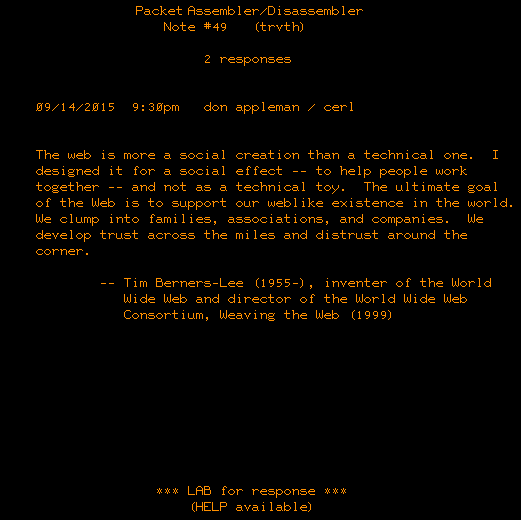 Packet Assembler/Disassembler
Note #49 (trvth)
2 responses
09/14/2015 9:30pm don appleman / cerl
The web is more a social creation than a technical one. I
designed it for a social effect -- to help people work
together -- and not as a technical toy. The ultimate goal
of the Web is to support our weblike existence in the world.
We clump into families, associations, and companies. We
develop trust across the miles and distrust around the
corner.
-- Tim Berners-Lee (1955-), inventer of the World
Wide Web and director of the World Wide Web
Consortium, Weaving the Web (1999)
*** LAB for response ***
(HELP available)